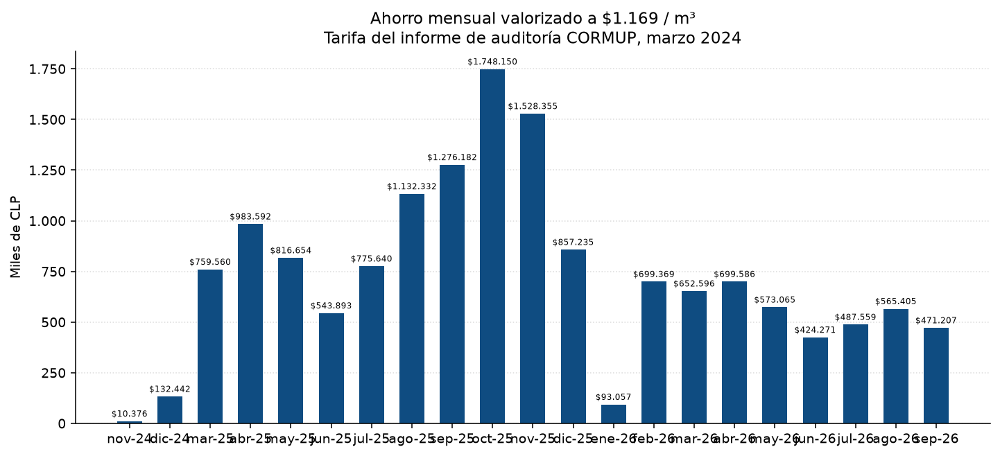 Ahorro mensual valorizado a $1.169 / m³
Tarifa del informe de auditoría CORMUP, marzo 2024
Miles de CLP
1.750
1.500
1.250
1.000
750
500
250
0
$10.376
$132.442
$759.560
$983.592
$816.654
$543.893
$775.640
$1.132.332
$1.276.182
$1.748.150
$1.528.355
$857.235
$93.057
$699.369
$652.596
$699.586
$573.065
$424.271
$487.559
$565.405
$471.207
nov-24
dic-24
mar-25
abr-25
may-25
jun-25
jul-25
ago-25
sep-25
oct-25
nov-25
dic-25
ene-26
feb-26
mar-26
abr-26
may-26
jun-26
jul-26
ago-26
sep-26